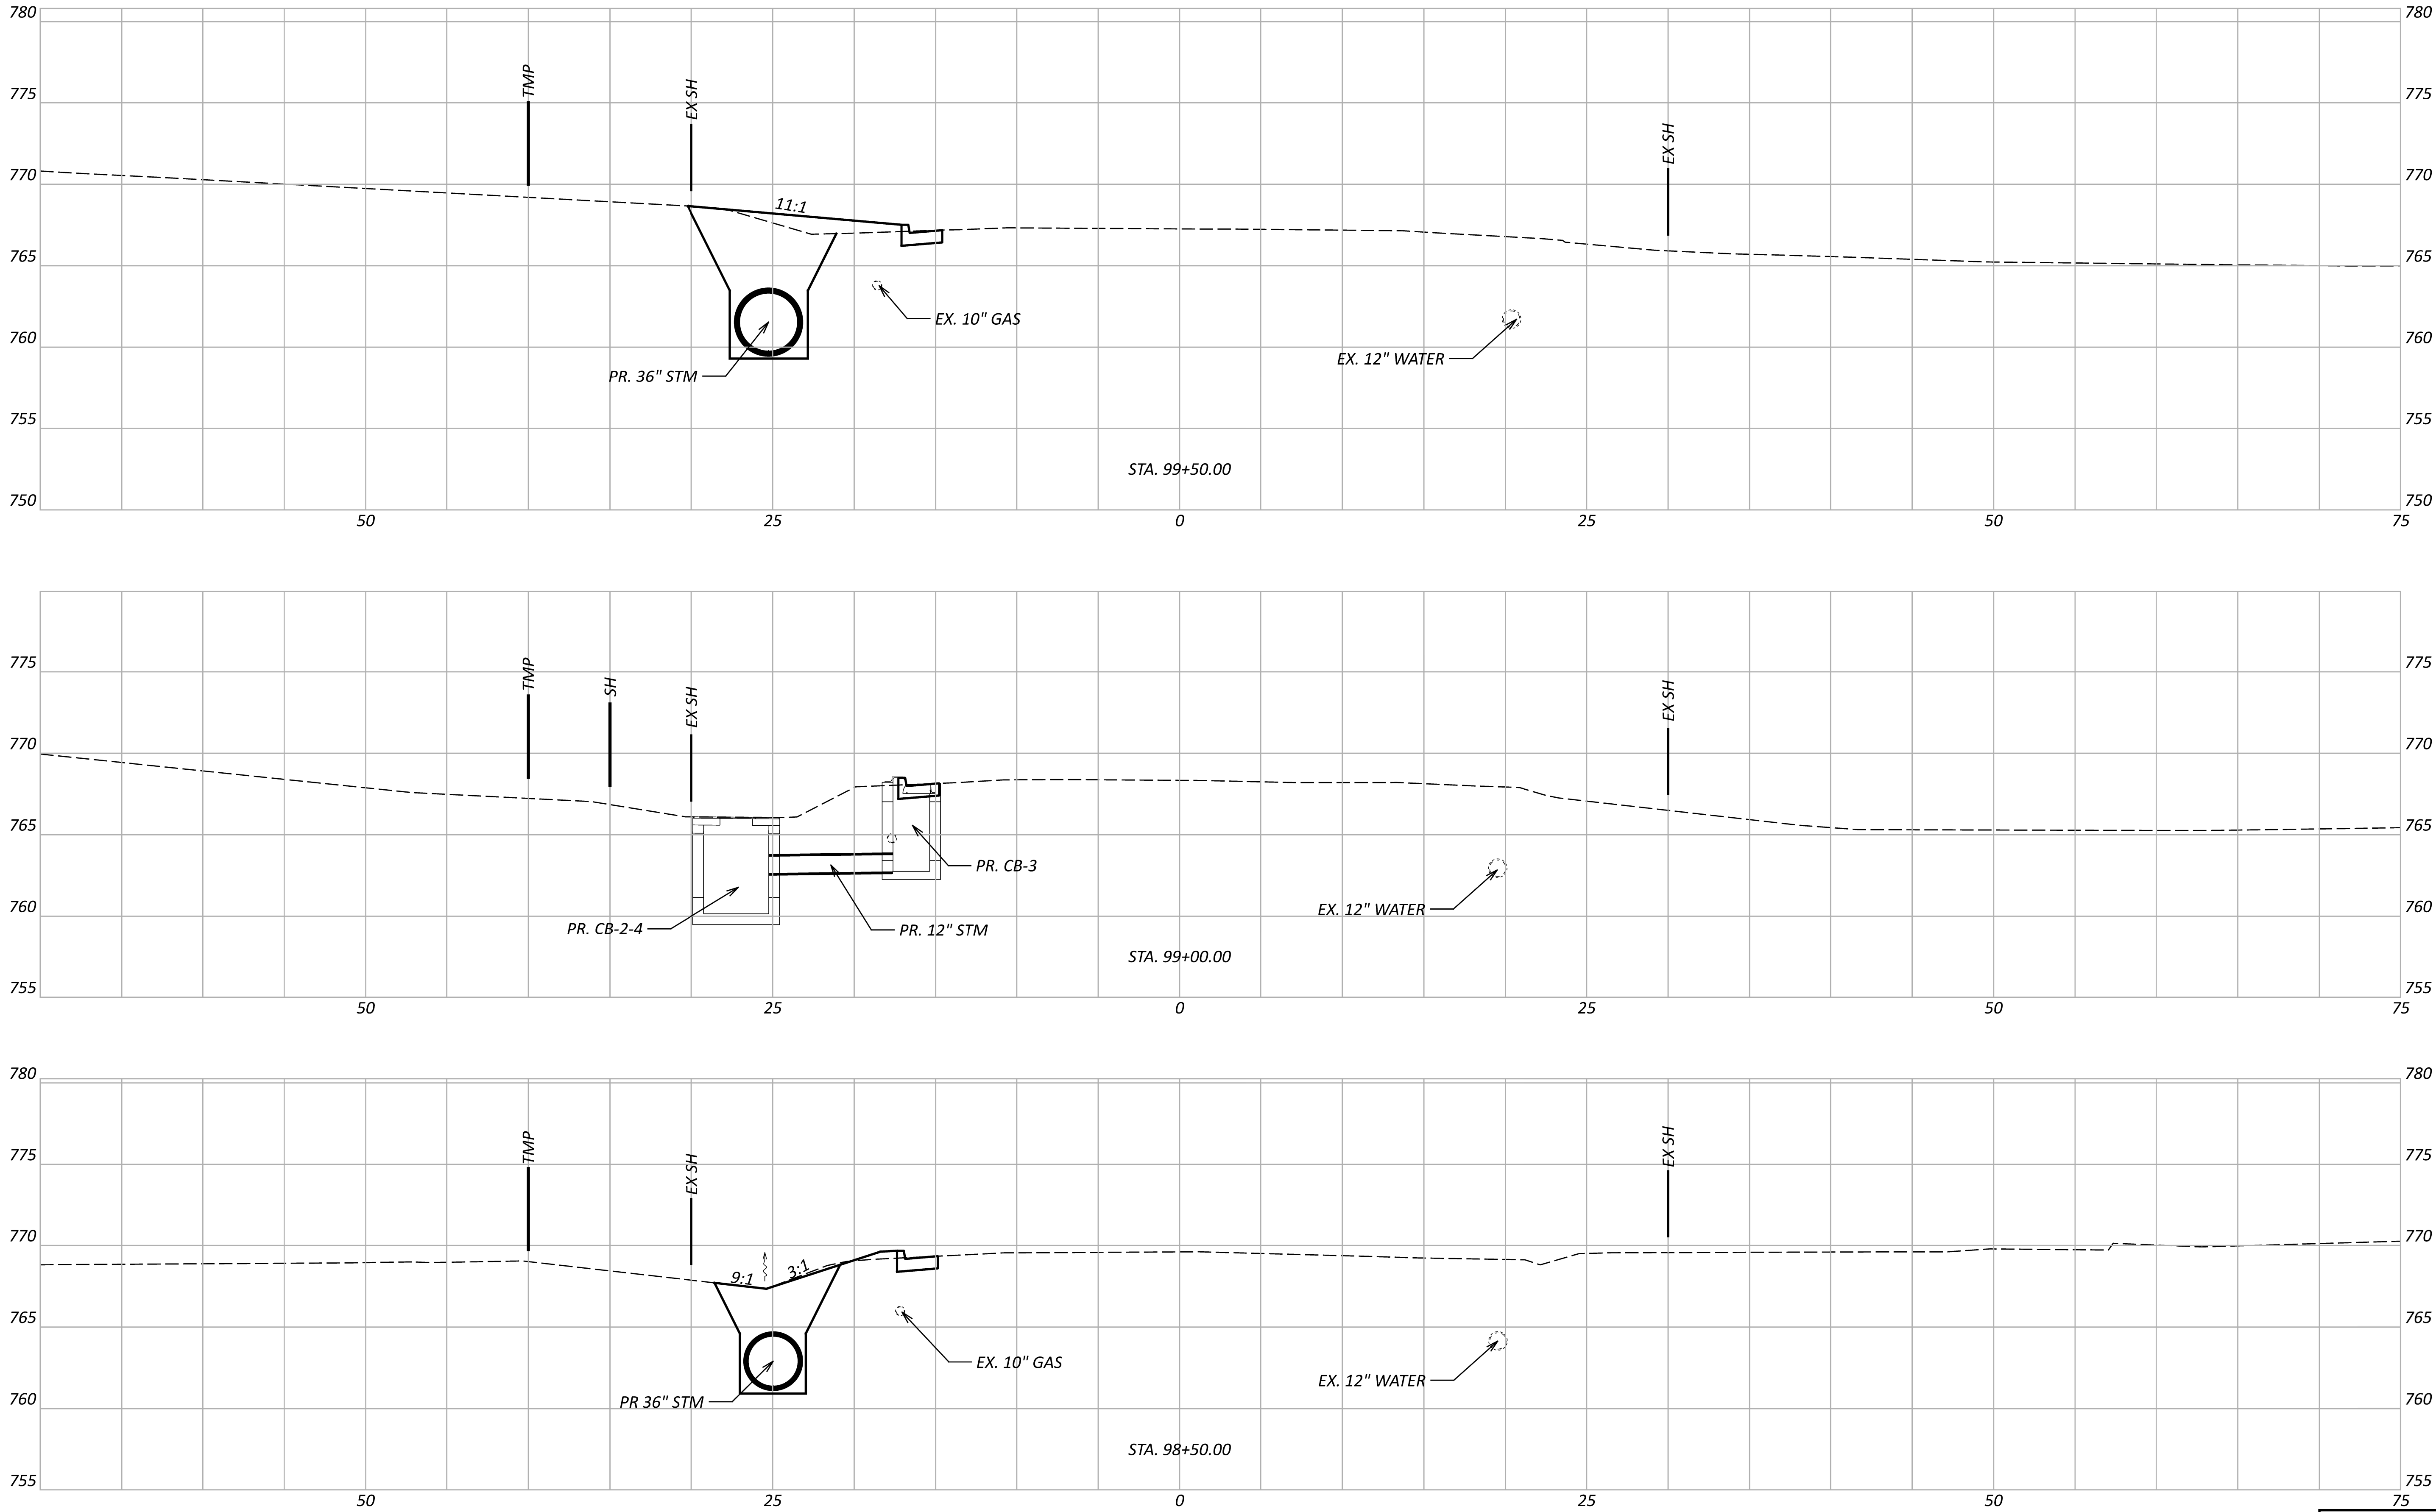 780 780
TMP
EX SH
775 775
EX SH
770 770
11:1
765 765
EX. 10" GAS
760 760
EX. 12" WATER
PR. 36" STM
755 755
STA. 99+50.00
750 750
50 25 0 25 50 75
TMP
SH
EX SH
EX SH
775 775
770 770
765 765
PR. CB-3
760 760
EX. 12" WATER
PR. CB-2-4
PR. 12" STM
STA. 99+00.00
755 755
50 25 0 25 50 75
780 780
TMP
EX SH
EX SH
775 775
770 770
9:1
3:1
765 765
EX. 10" GAS
EX. 12" WATER
760 760
PR 36" STM
STA. 98+50.00
755 755
50 25 0 25 50 75